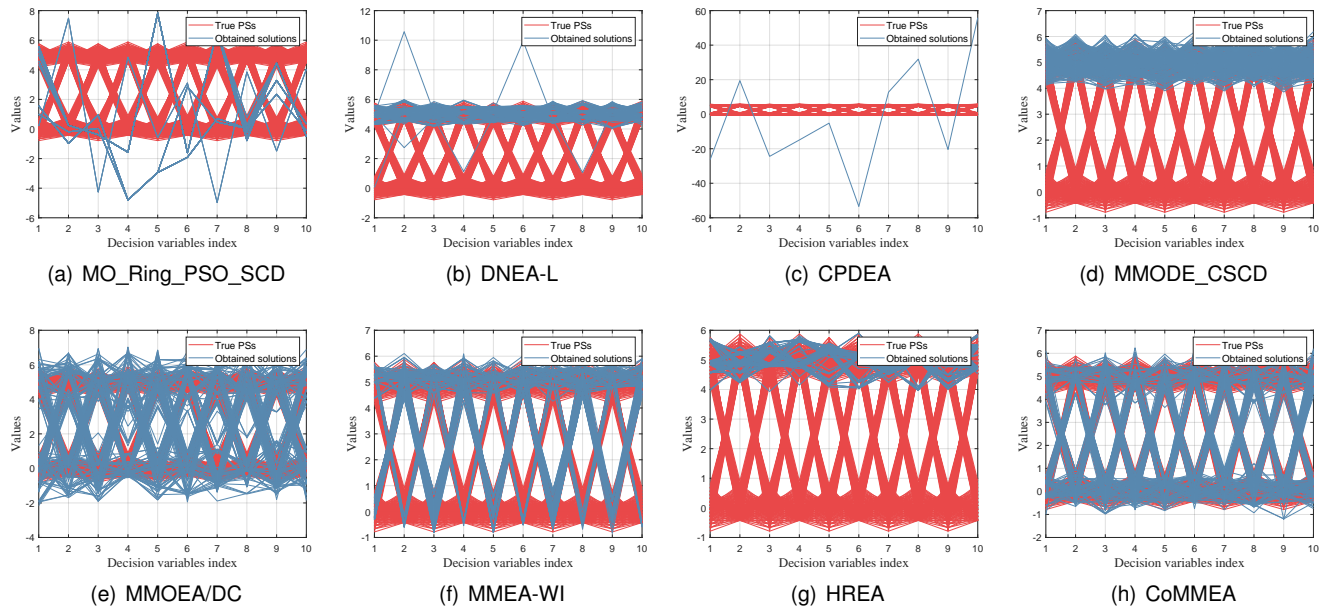 True PSs
Obtained solutions
Values
8
6
4
2
0
-2
-4
-6
1 2 3 4 5 6 7 8 9 10
Decision variables index
(a) MO_Ring_PSO_SCD
True PSs
Obtained solutions
Values
12
10
8
6
4
2
0
-2
1 2 3 4 5 6 7 8 9 10
Decision variables index
(b) DNEA-L
True PSs
Obtained solutions
Values
60
40
20
0
-20
-40
-60
1 2 3 4 5 6 7 8 9 10
Decision variables index
(c) CPDEA
True PSs
Obtained solutions
Values
7
6
5
4
3
2
1
0
-1
1 2 3 4 5 6 7 8 9 10
Decision variables index
(d) MMODE_CSCD
True PSs
Obtained solutions
Values
8
6
4
2
0
-2
-4
1 2 3 4 5 6 7 8 9 10
Decision variables index
(e) MMOEA/DC
True PSs
Obtained solutions
Values
7
6
5
4
3
2
1
0
-1
1 2 3 4 5 6 7 8 9 10
Decision variables index
(f) MMEA-WI
True PSs
Obtained solutions
Values
6
5
4
3
2
1
0
-1
1 2 3 4 5 6 7 8 9 10
Decision variables index
(g) HREA
True PSs
Obtained solutions
Values
7
6
5
4
3
2
1
0
-1
-2
1 2 3 4 5 6 7 8 9 10
Decision variables index
(h) CoMMEA